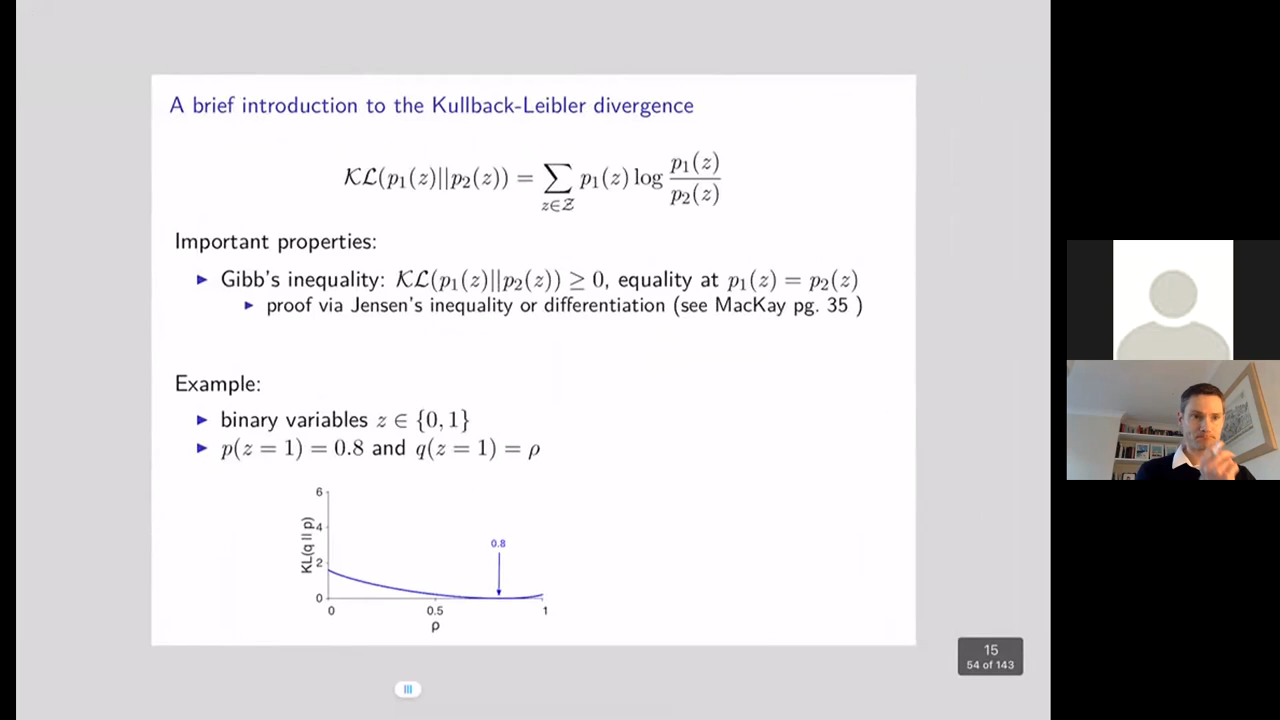 A brief introduction to the Kullback-Leibler divergence
𝒦ℒ(p₁(z)||p₂(z)) = ∑_{z∈𝒵} p₁(z) log p₁(z)/p₂(z)
Important properties:
▶ Gibb's inequality: 𝒦ℒ(p₁(z)||p₂(z)) ≥ 0, equality at p₁(z) = p₂(z)
▶ proof via Jensen's inequality or differentiation (see MacKay pg. 35 )
Example:
▶ binary variables z ∈ {0, 1}
▶ p(z = 1) = 0.8 and q(z = 1) = ρ
KL(q || p)
6
4
2
0
0.8
0 0.5 1
ρ
15
54 of 143